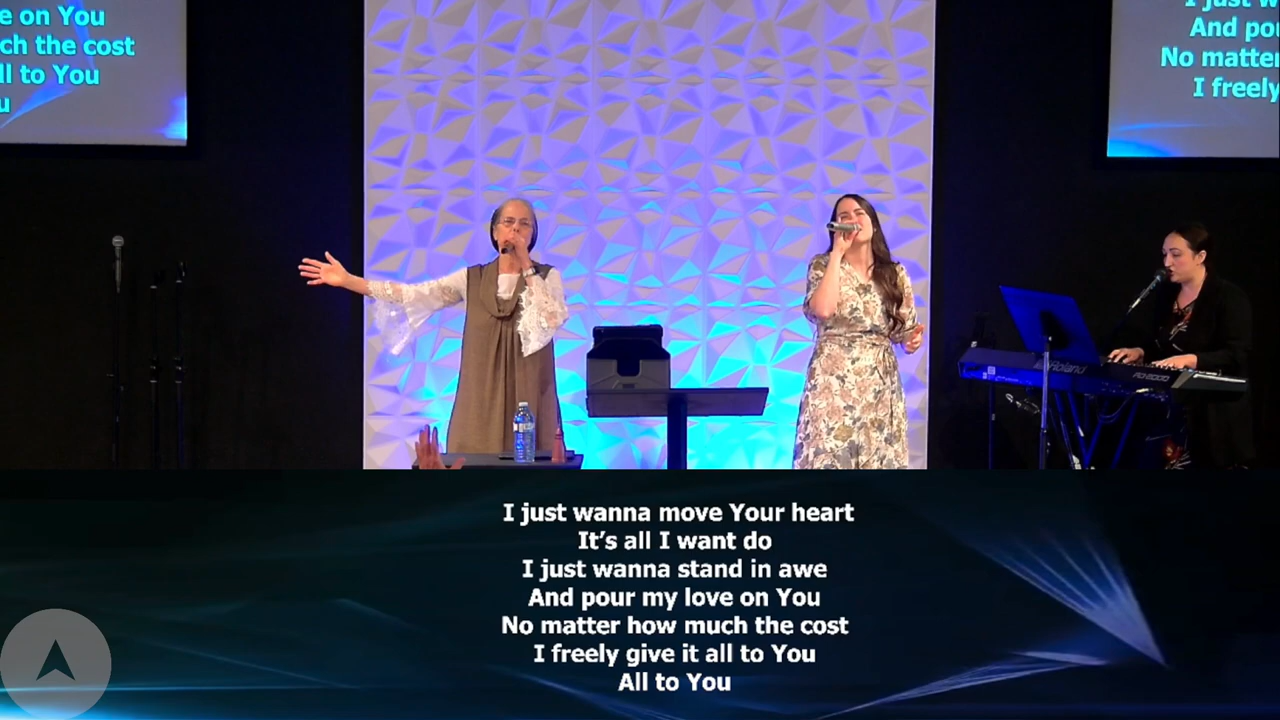 e on You
ch the cost
ll to You
u
I just w
And pou
No matter
I freely
Roland
I just wanna move Your heart
It's all I want do
I just wanna stand in awe
And pour my love on You
No matter how much the cost
I freely give it all to You
All to You